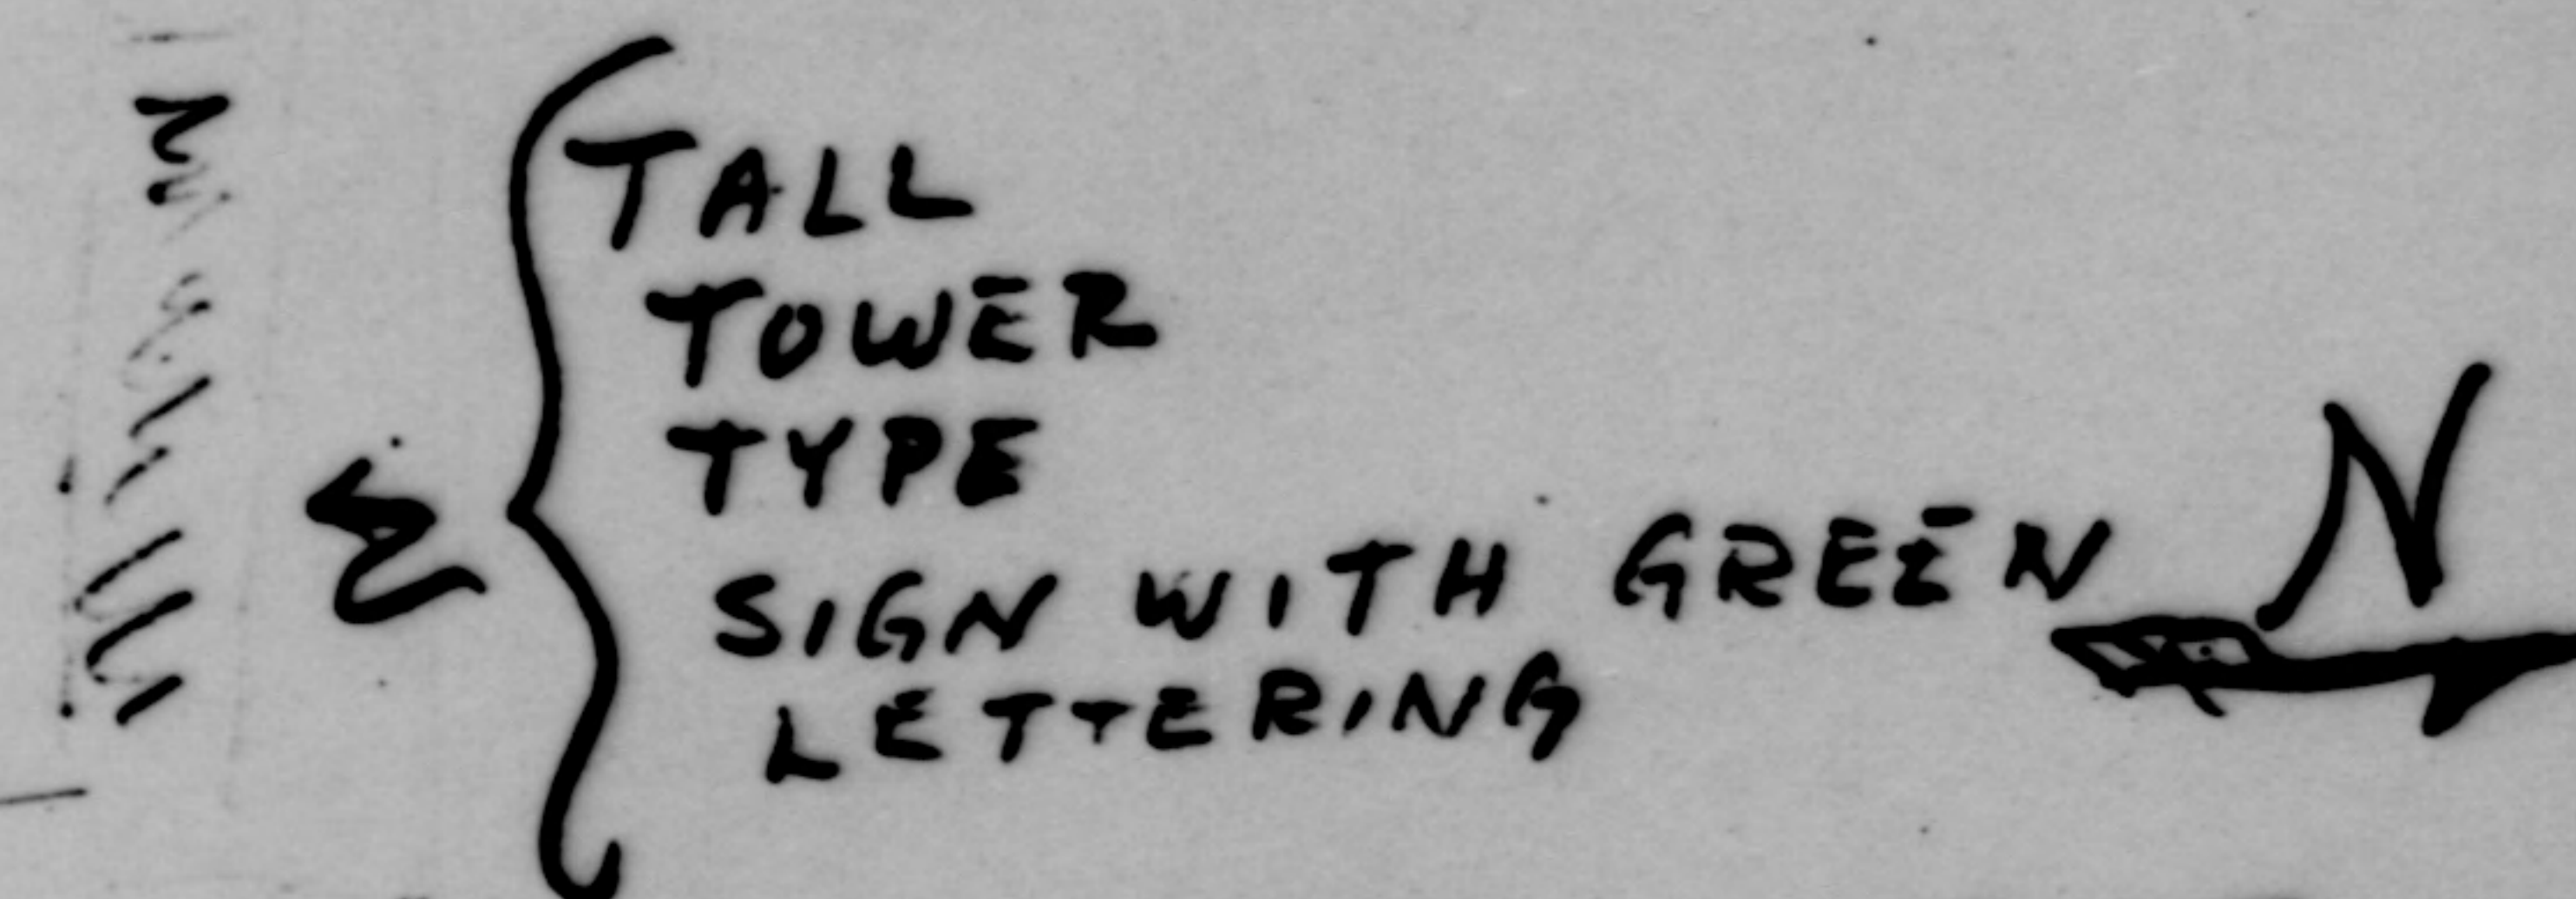 TALL
TOWER
TYPE
SIGN WITH GREEN
LETTERING
N